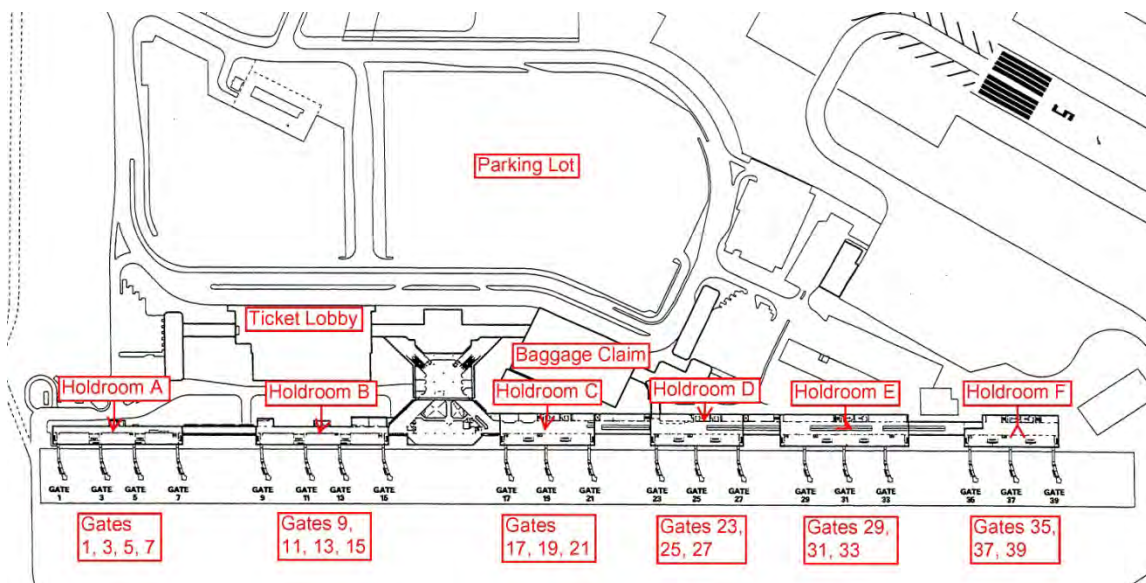 Parking Lot
5
Ticket Lobby
Baggage Claim
Holdroom A
Holdroom B
Holdroom C
Holdroom D
Holdroom E
Holdroom F
GATE
1
GATE
3
GATE
5
GATE
7
GATE
9
GATE
11
GATE
13
GATE
15
GATE
17
GATE
19
GATE
21
GATE
23
GATE
25
GATE
27
GATE
29
GATE
31
GATE
33
GATE
GATE
37
GATE
39
Gates
1, 3, 5, 7
Gates 9,
11, 13, 15
Gates
17, 19, 21
Gates 23,
25, 27
Gates 29,
31, 33
Gates 35,
37, 39